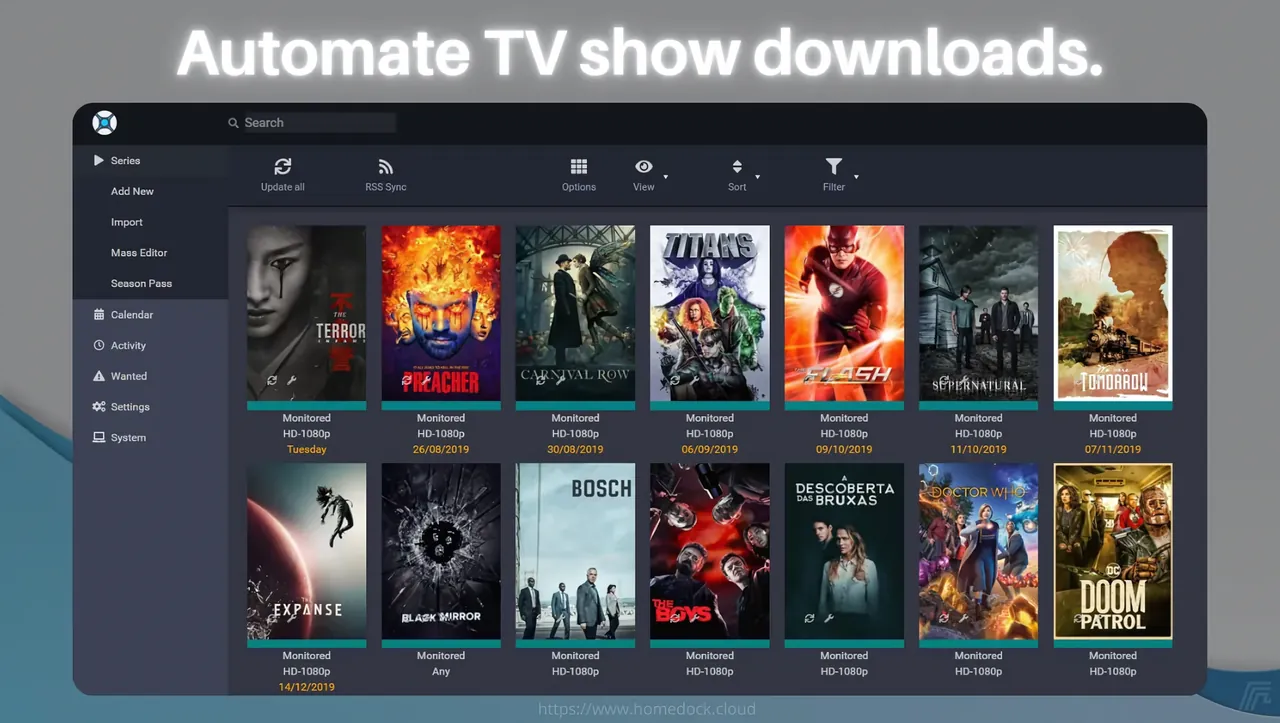 Automate TV show downloads.
Search
Series
Add New
Import
Mass Editor
Season Pass
Calendar
Activity
Wanted
Settings
System
Update all
RSS Sync
Options
View
Sort
Filter
不
THE
TERROR
INFAMY
PREACHER
CARNIVAL ROW
TITANS
THE FLASH
SUPERNATURAL
We are
TOMORROW
Monitored
HD-1080p
Tuesday
Monitored
HD-1080p
26/08/2019
Monitored
HD-1080p
30/08/2019
Monitored
HD-1080p
06/09/2019
Monitored
HD-1080p
09/10/2019
Monitored
HD-1080p
11/10/2019
Monitored
HD-1080p
07/11/2019
THE
EXPANSE
BLACK MIRROR
BOSCH
THE
BOYS
A
DESCOBERTA
DAS BRUXAS
DOCTOR WHO
DC
DOOM
PATROL
Monitored
HD-1080p
14/12/2019
Monitored
Any
Monitored
HD-1080p
Monitored
HD-1080p
Monitored
HD-1080p
Monitored
HD-1080p
Monitored
HD-1080p
https://www.homedock.cloud